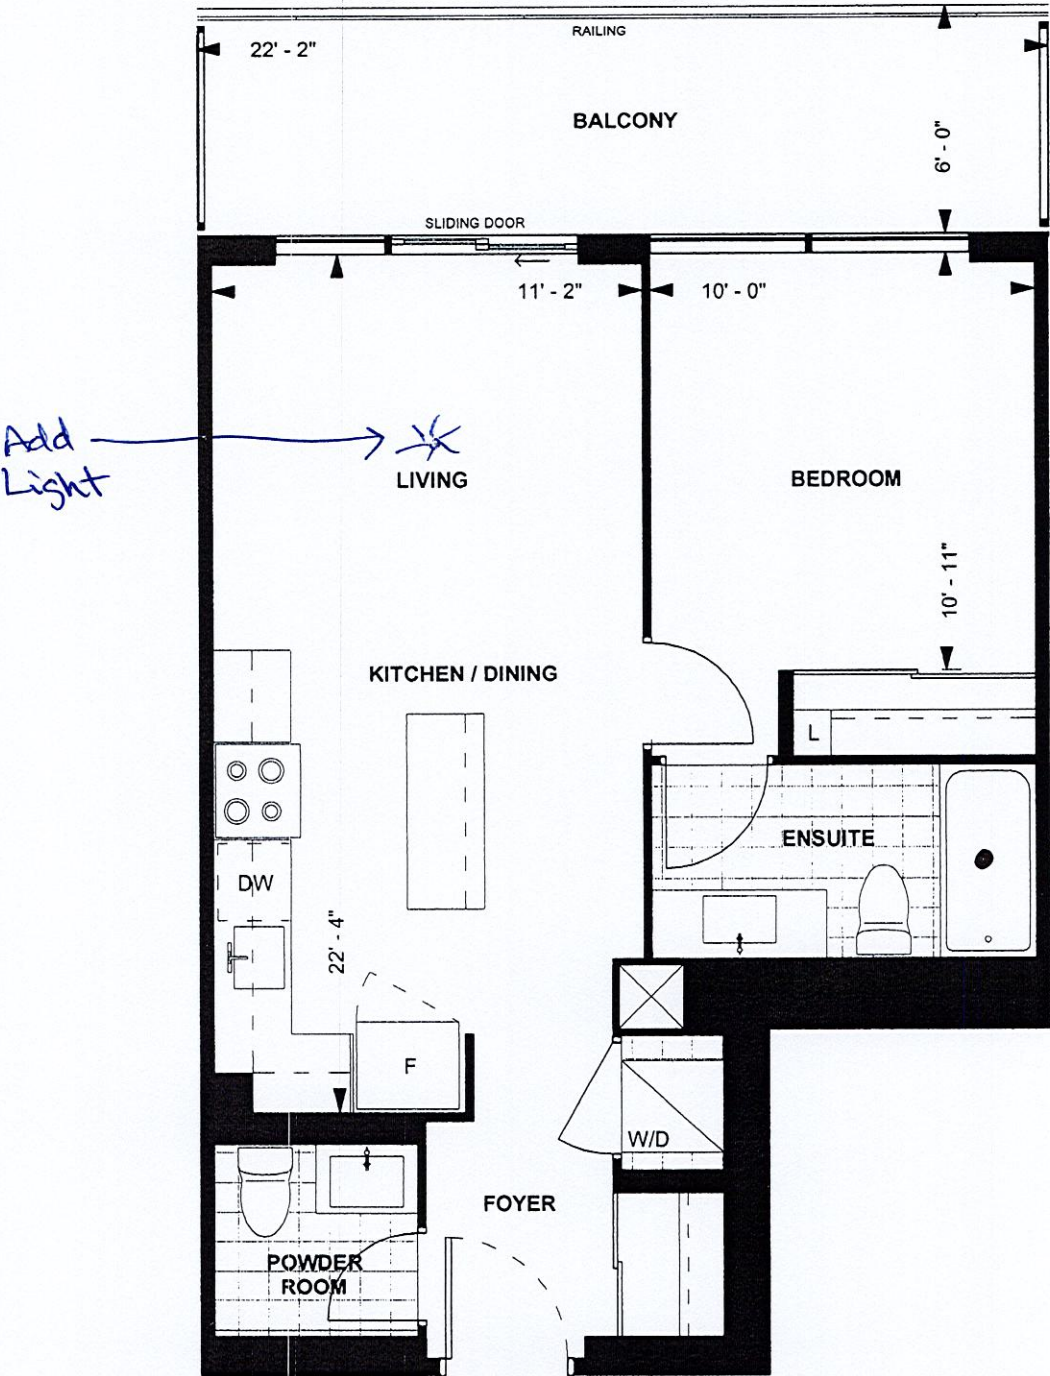 RAILING
22' - 2"
BALCONY
6' - 0"
SLIDING DOOR
11' - 2"
10' - 0"
Add
Light
LIVING
BEDROOM
10' - 11"
KITCHEN / DINING
L
ENSUITE
DW
22' - 4"
F
W/D
FOYER
POWDER
ROOM